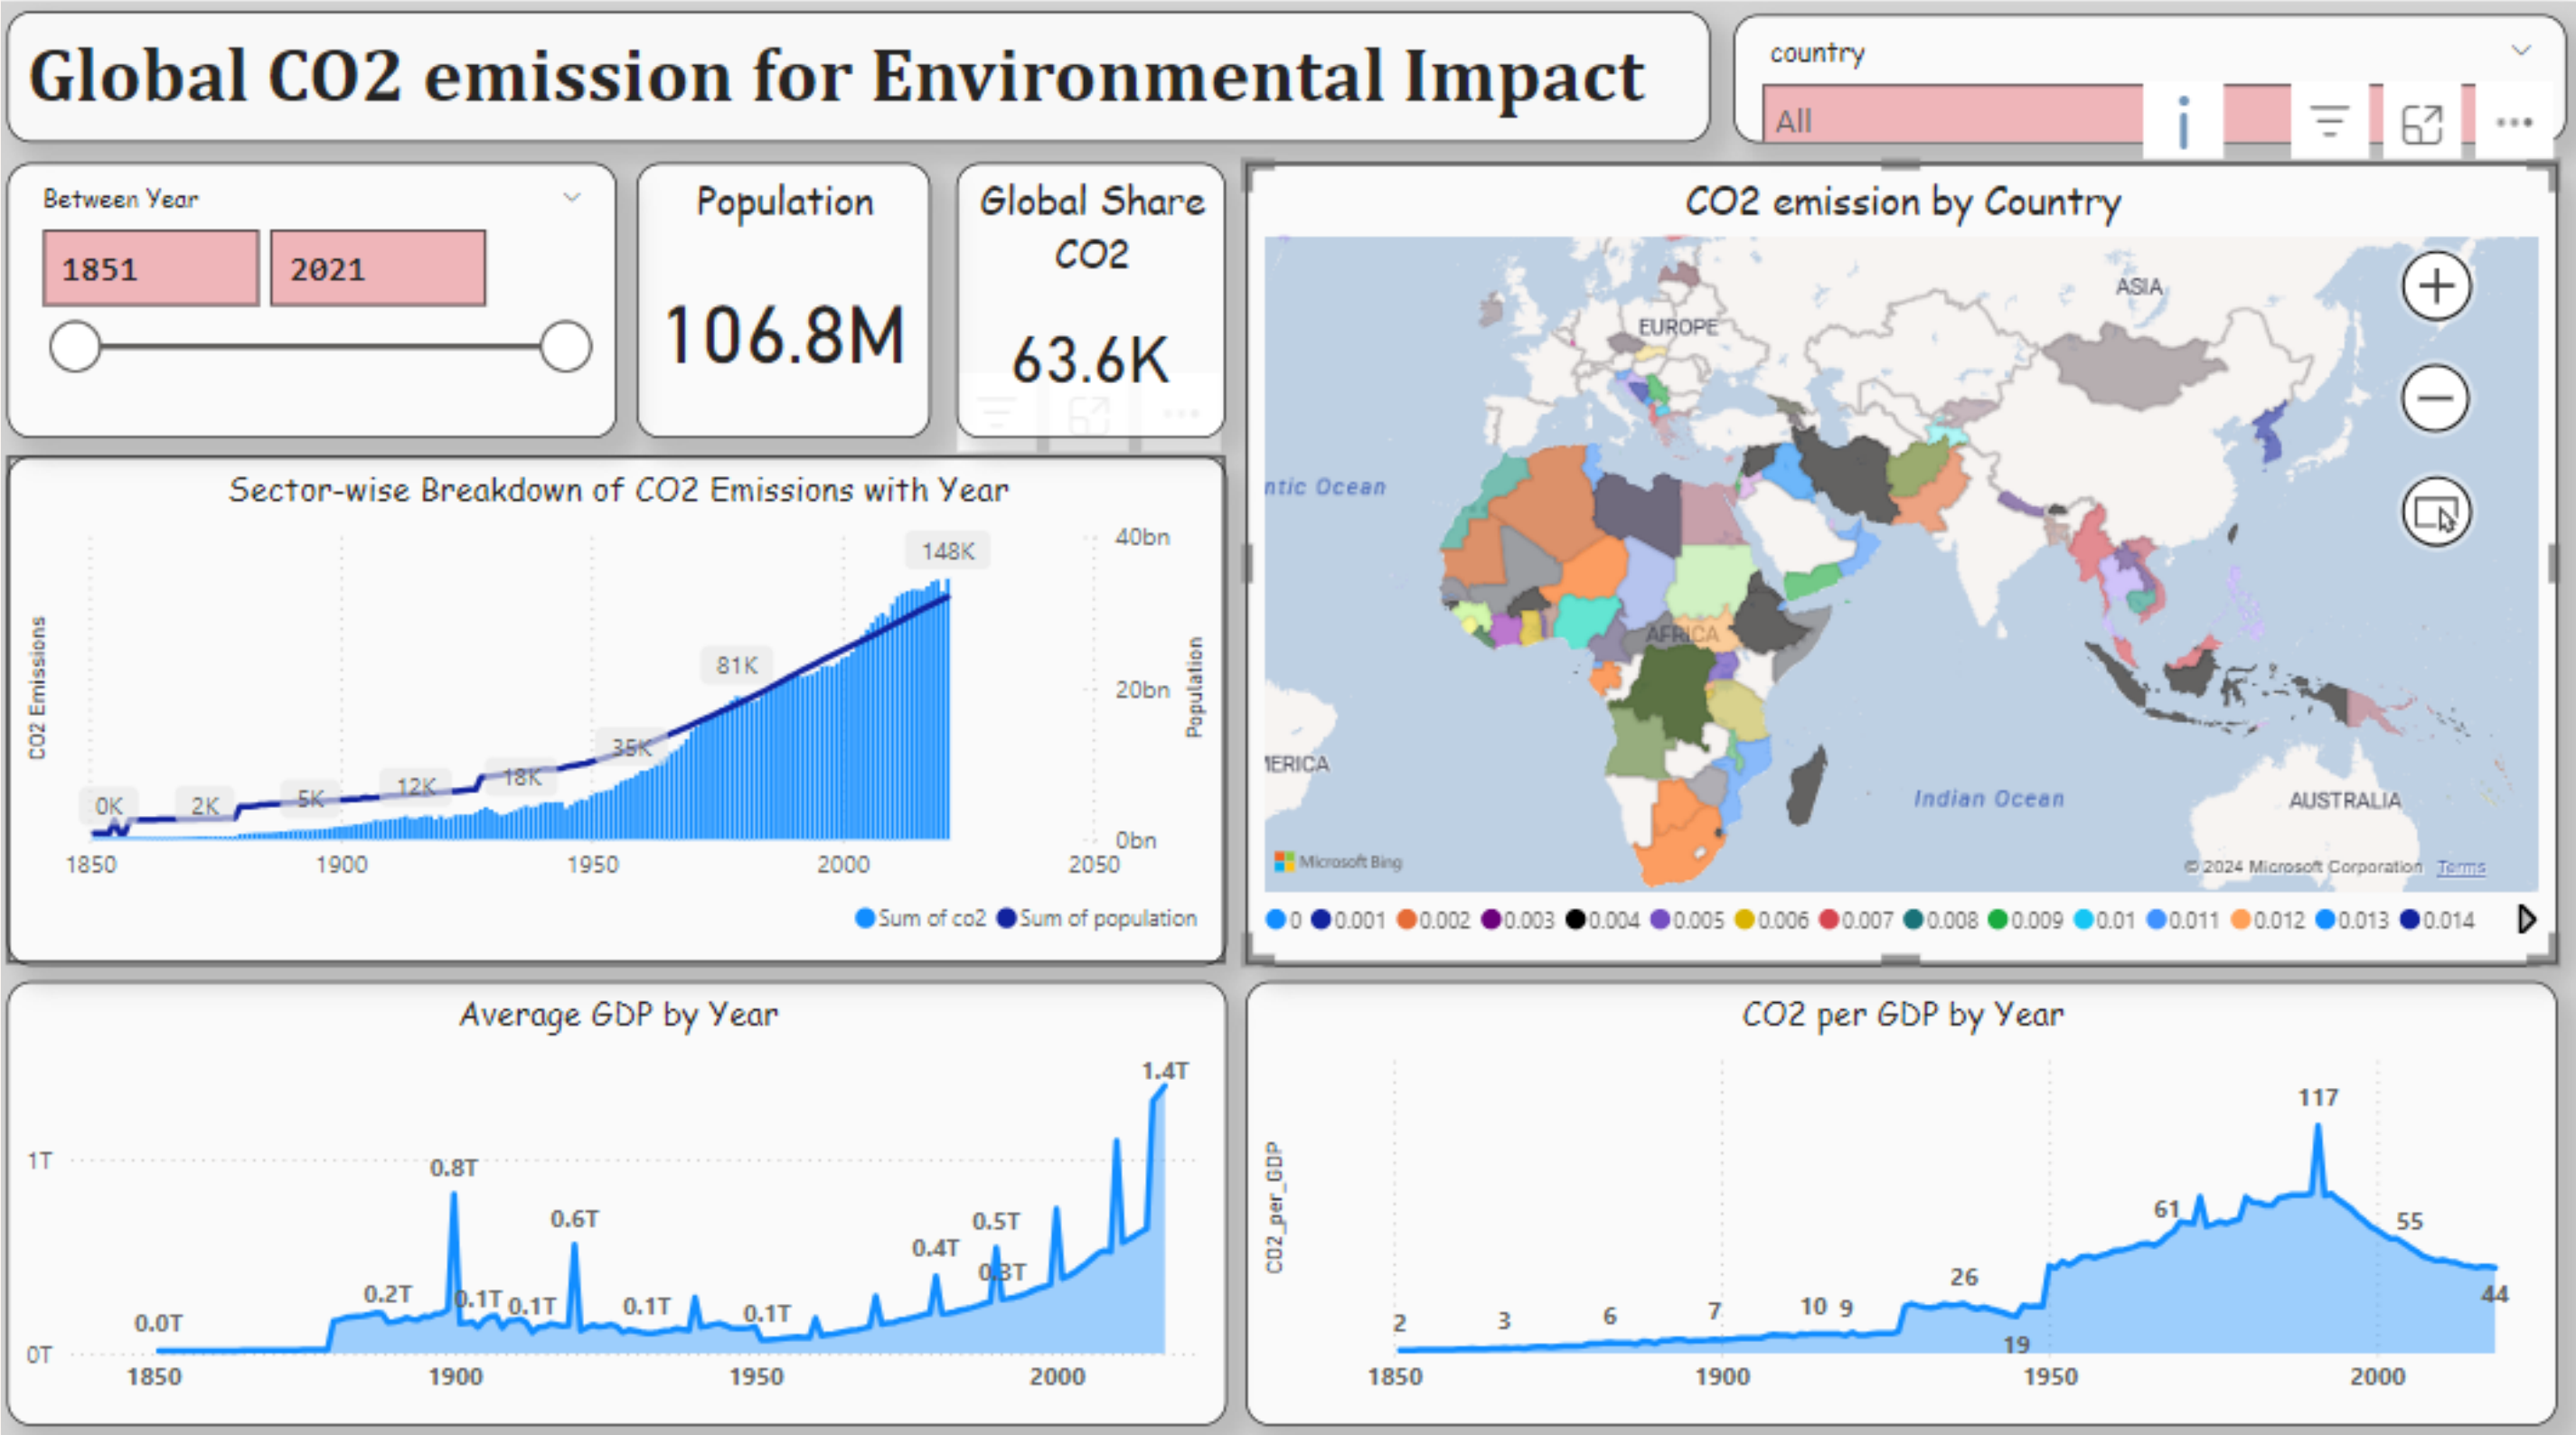 Global CO2 emission for Environmental Impact
country
All
Between Year
1851 2021
Population
106.8M
Global Share
CO2
63.6K
CO2 emission by Country
ASIA
EUROPE
ntic Ocean
AFRICA
MERICA
Indian Ocean
AUSTRALIA
Microsoft Bing
© 2024 Microsoft Corporation Terms
0 0.001 0.002 0.003 0.004 0.005 0.006 0.007 0.008 0.009 0.01 0.011 0.012 0.013 0.014
Sector-wise Breakdown of CO2 Emissions with Year
CO2 Emissions
Population
40bn
20bn
0bn
0K 2K 5K 12K 18K 35K 81K 148K
1850 1900 1950 2000 2050
Sum of co2 Sum of population
Average GDP by Year
1T
0T
0.0T 0.2T 0.8T 0.1T 0.1T 0.6T 0.1T 0.1T 0.4T 0.5T 0.3T 1.4T
1850 1900 1950 2000
CO2 per GDP by Year
CO2_per_GDP
2 3 6 7 10 9 26 19 61 117 55 44
1850 1900 1950 2000